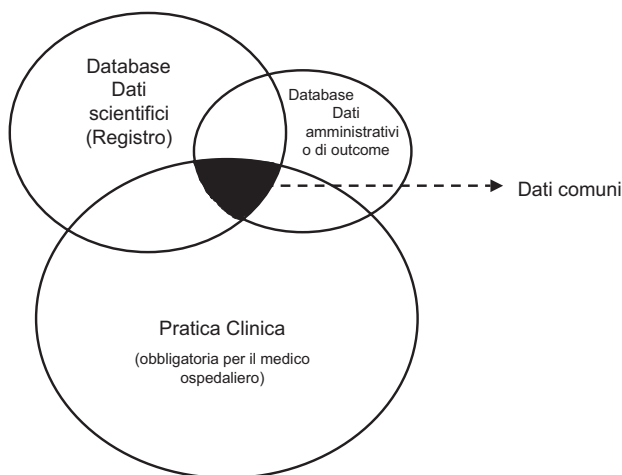 Database
Dati
scientifici
(Registro)
Database
Dati
amministrativi
o di outcome
Dati comuni
Pratica Clinica
(obbligatoria per il medico
ospedaliero)